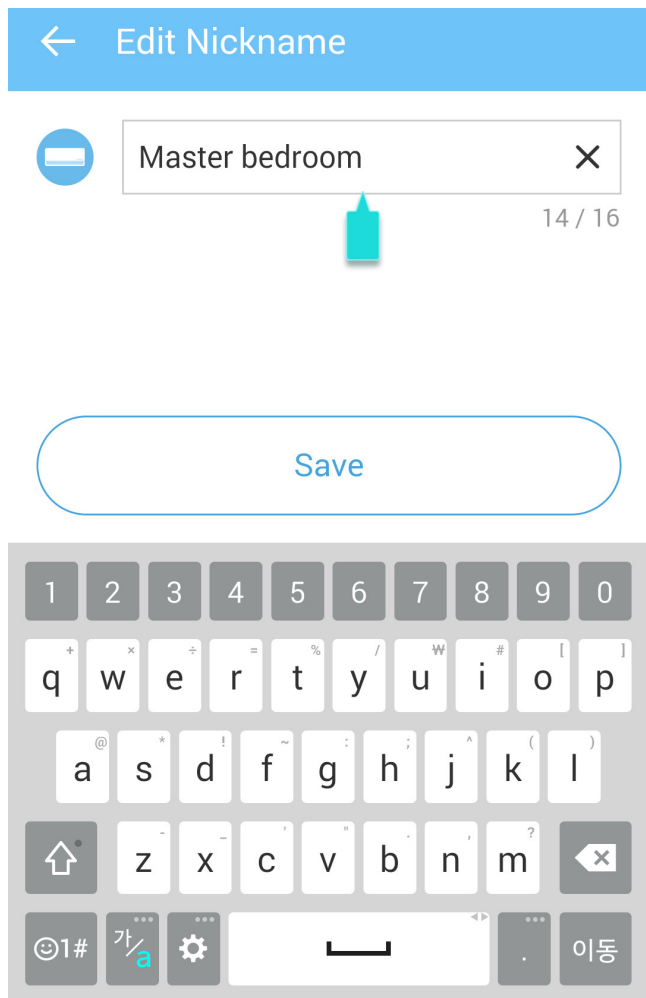 Edit Nickname
Master bedroom
14 / 16
Save
1 2 3 4 5 6 7 8 9 0
+ × ÷ = % / ₩ # [ ]
q w e r t y u i o p
@ * ! ~ : ; ^ ( )
a s d f g h j k l
- _ ' " . , ?
z x c v b n m
1# 가/a . 이동